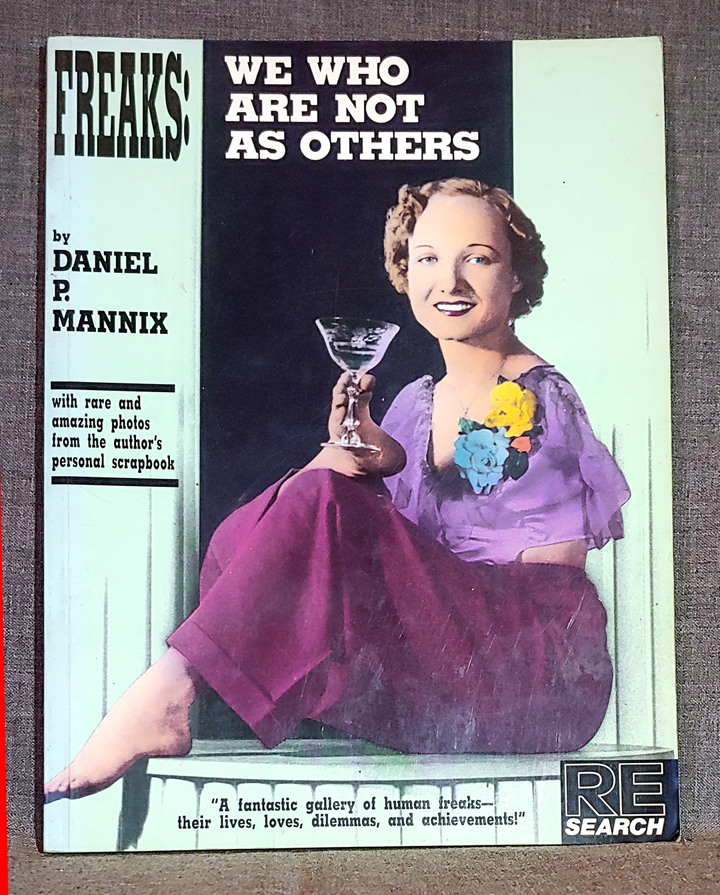 FREAKS:
WE WHO
ARE NOT
AS OTHERS
by
DANIEL
P.
MANNIX
with rare and
amazing photos
from the author's
personal scrapbook
"A fantastic gallery of human freaks—
their lives, loves, dilemmas, and achievements!"
RE
SEARCH